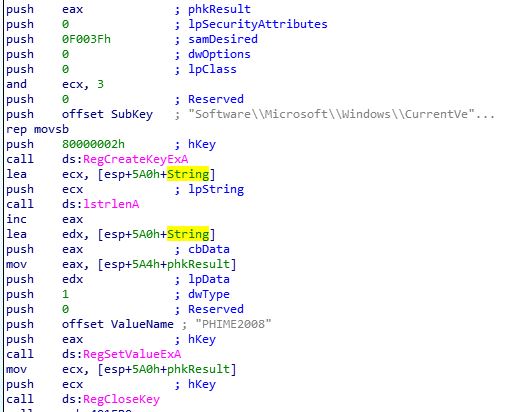 push eax ; phkResult
push 0 ; lpSecurityAttributes
push 0F003Fh ; samDesired
push 0 ; dwOptions
push 0 ; lpClass
and ecx, 3
push 0 ; Reserved
push offset SubKey ; "Software\\Microsoft\\Windows\\CurrentVe"...
rep movsb
push 80000002h ; hKey
call ds:RegCreateKeyExA
lea ecx, [esp+5A0h+String]
push ecx ; lpString
call ds:lstrlenA
inc eax
lea edx, [esp+5A0h+String]
push eax ; cbData
mov eax, [esp+5A4h+phkResult]
push edx ; lpData
push 1 ; dwType
push 0 ; Reserved
push offset ValueName ; "PHIME2008"
push eax ; hKey
call ds:RegSetValueExA
mov ecx, [esp+5A0h+phkResult]
push ecx ; hKey
call ds:RegCloseKey